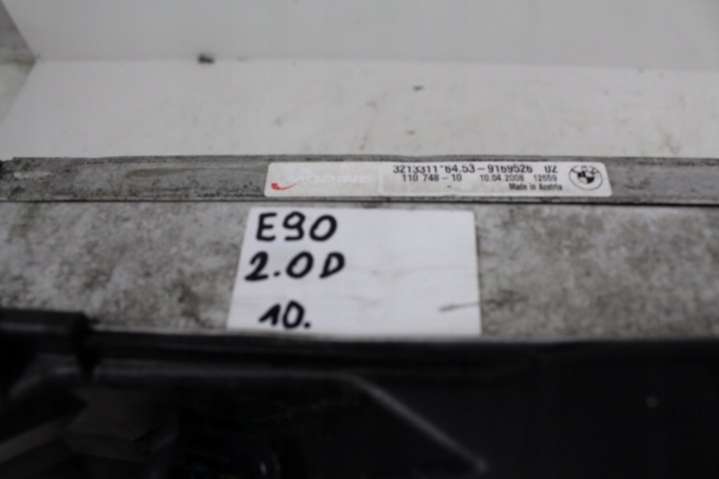 3213311 64.53-9169526 02
110 748-10 10.04.2008 12659
Made in Austria
E90
2.0D
10.